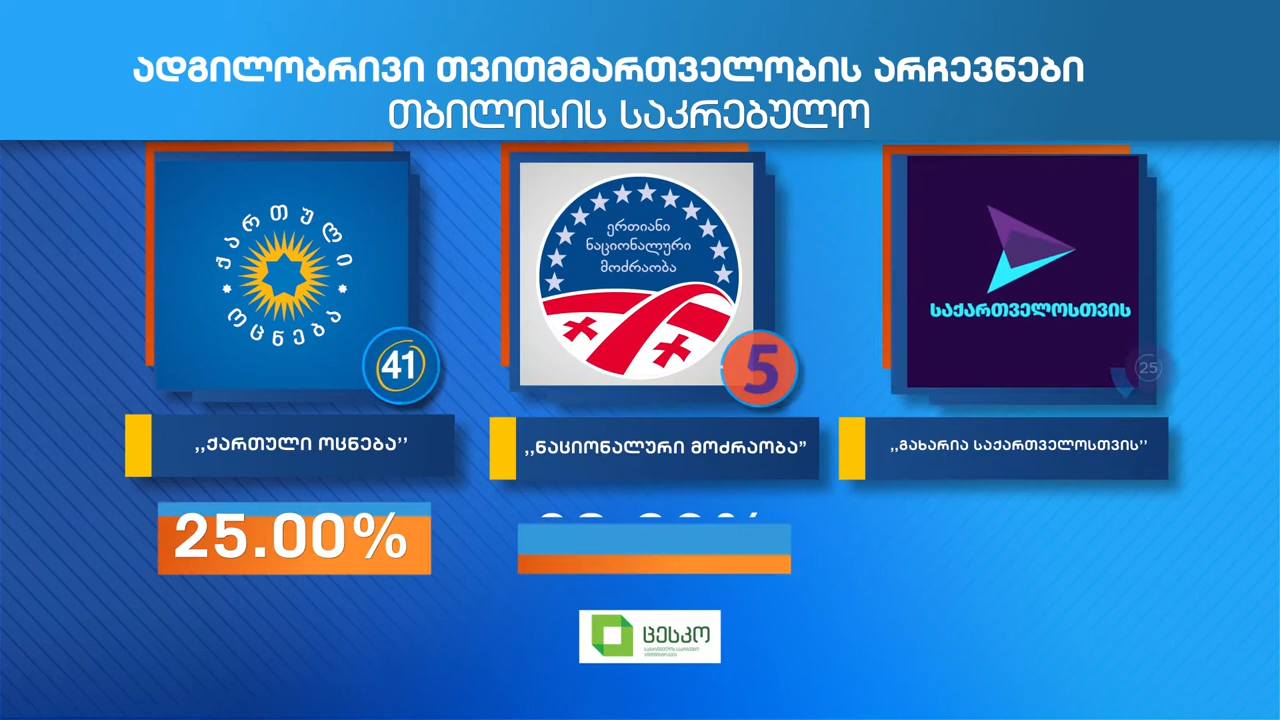 ადგილობრივი თვითმმართველობის არჩევნები
თბილისის საკრებულო
ქართული
ოცნება
41
ერთიანი
ნაციონალური
მოძრაობა
5
საქართველოსთვის
25
,,ქართული ოცნება’’
,,ნაციონალური მოძრაობა”
,,გახარია საქართველოსთვის’’
25.00%
ცესკო